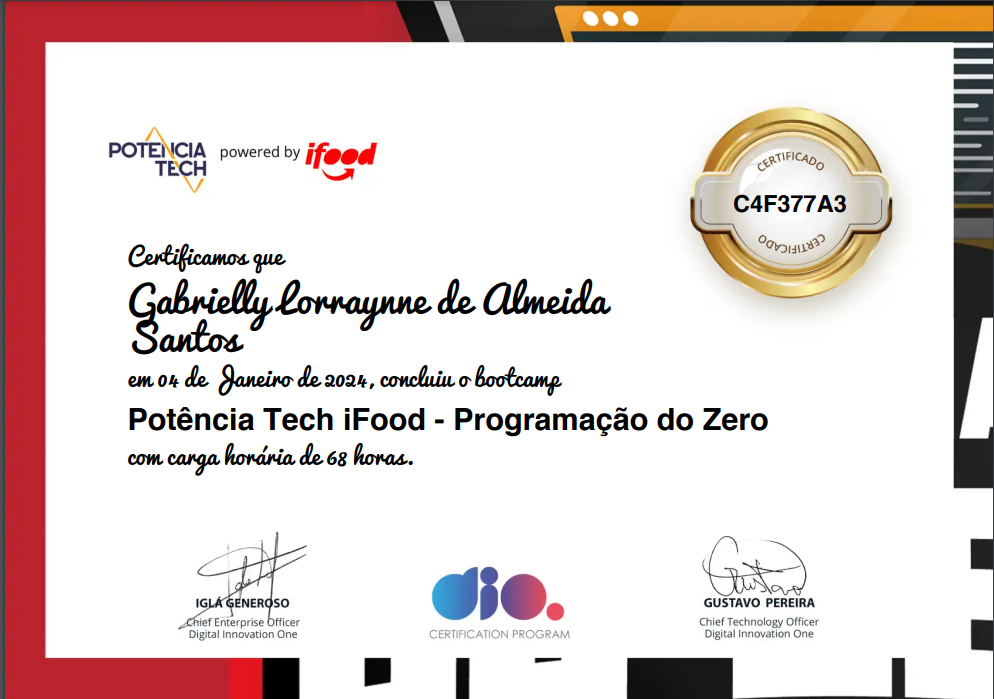 POTÊNCIA
TECH
powered by
ifood
CERTIFICADO
C4F377A3
CERTIFICADO
Certificamos que
Gabrielly Lorraynne de Almeida
Santos
em 04 de Janeiro de 2024, concluiu o bootcamp
Potência Tech iFood - Programação do Zero
com carga horária de 68 horas.
IGLÁ GENEROSO
Chief Enterprise Officer
Digital Innovation One
dio.
CERTIFICATION PROGRAM
GUSTAVO PEREIRA
Chief Technology Officer
Digital Innovation One